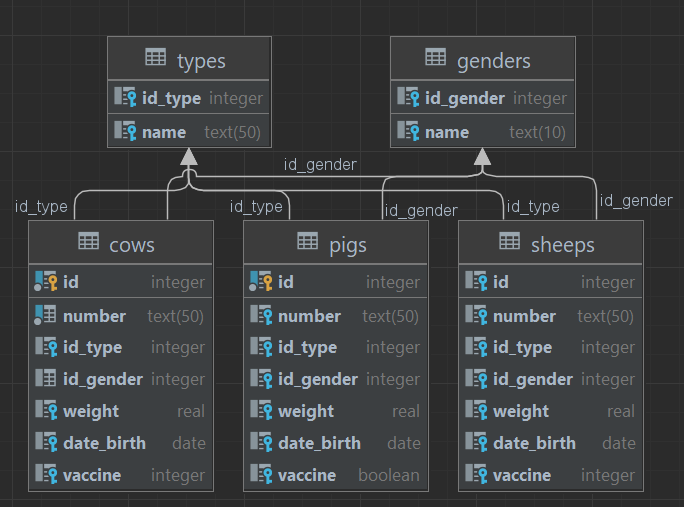 types
id_type integer
name text(50)
genders
id_gender integer
name text(10)
id_gender
id_type
id_type
id_gender
id_type
id_gender
cows
id integer
number text(50)
id_type integer
id_gender integer
weight real
date_birth date
vaccine integer
pigs
id integer
number text(50)
id_type integer
id_gender integer
weight real
date_birth date
vaccine boolean
sheeps
id integer
number text(50)
id_type integer
id_gender integer
weight real
date_birth date
vaccine integer